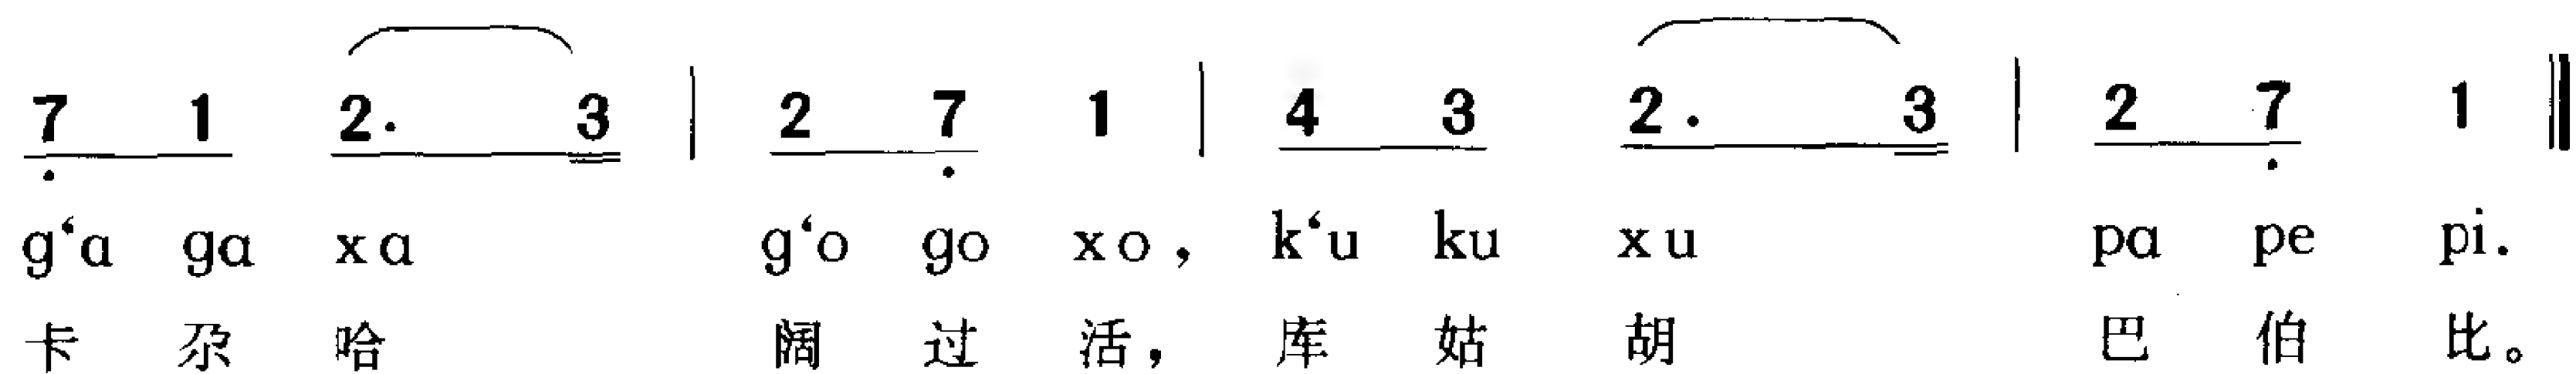 7 1 2. 3 | 2 7 1 | 4 3 2. 3 | 2 7 1 ‖
g‘a ga xa g‘o go xo, k‘u ku xu pa pe pi.
卡 尕 哈 阔 过 活, 库 姑 胡 巴 伯 比。